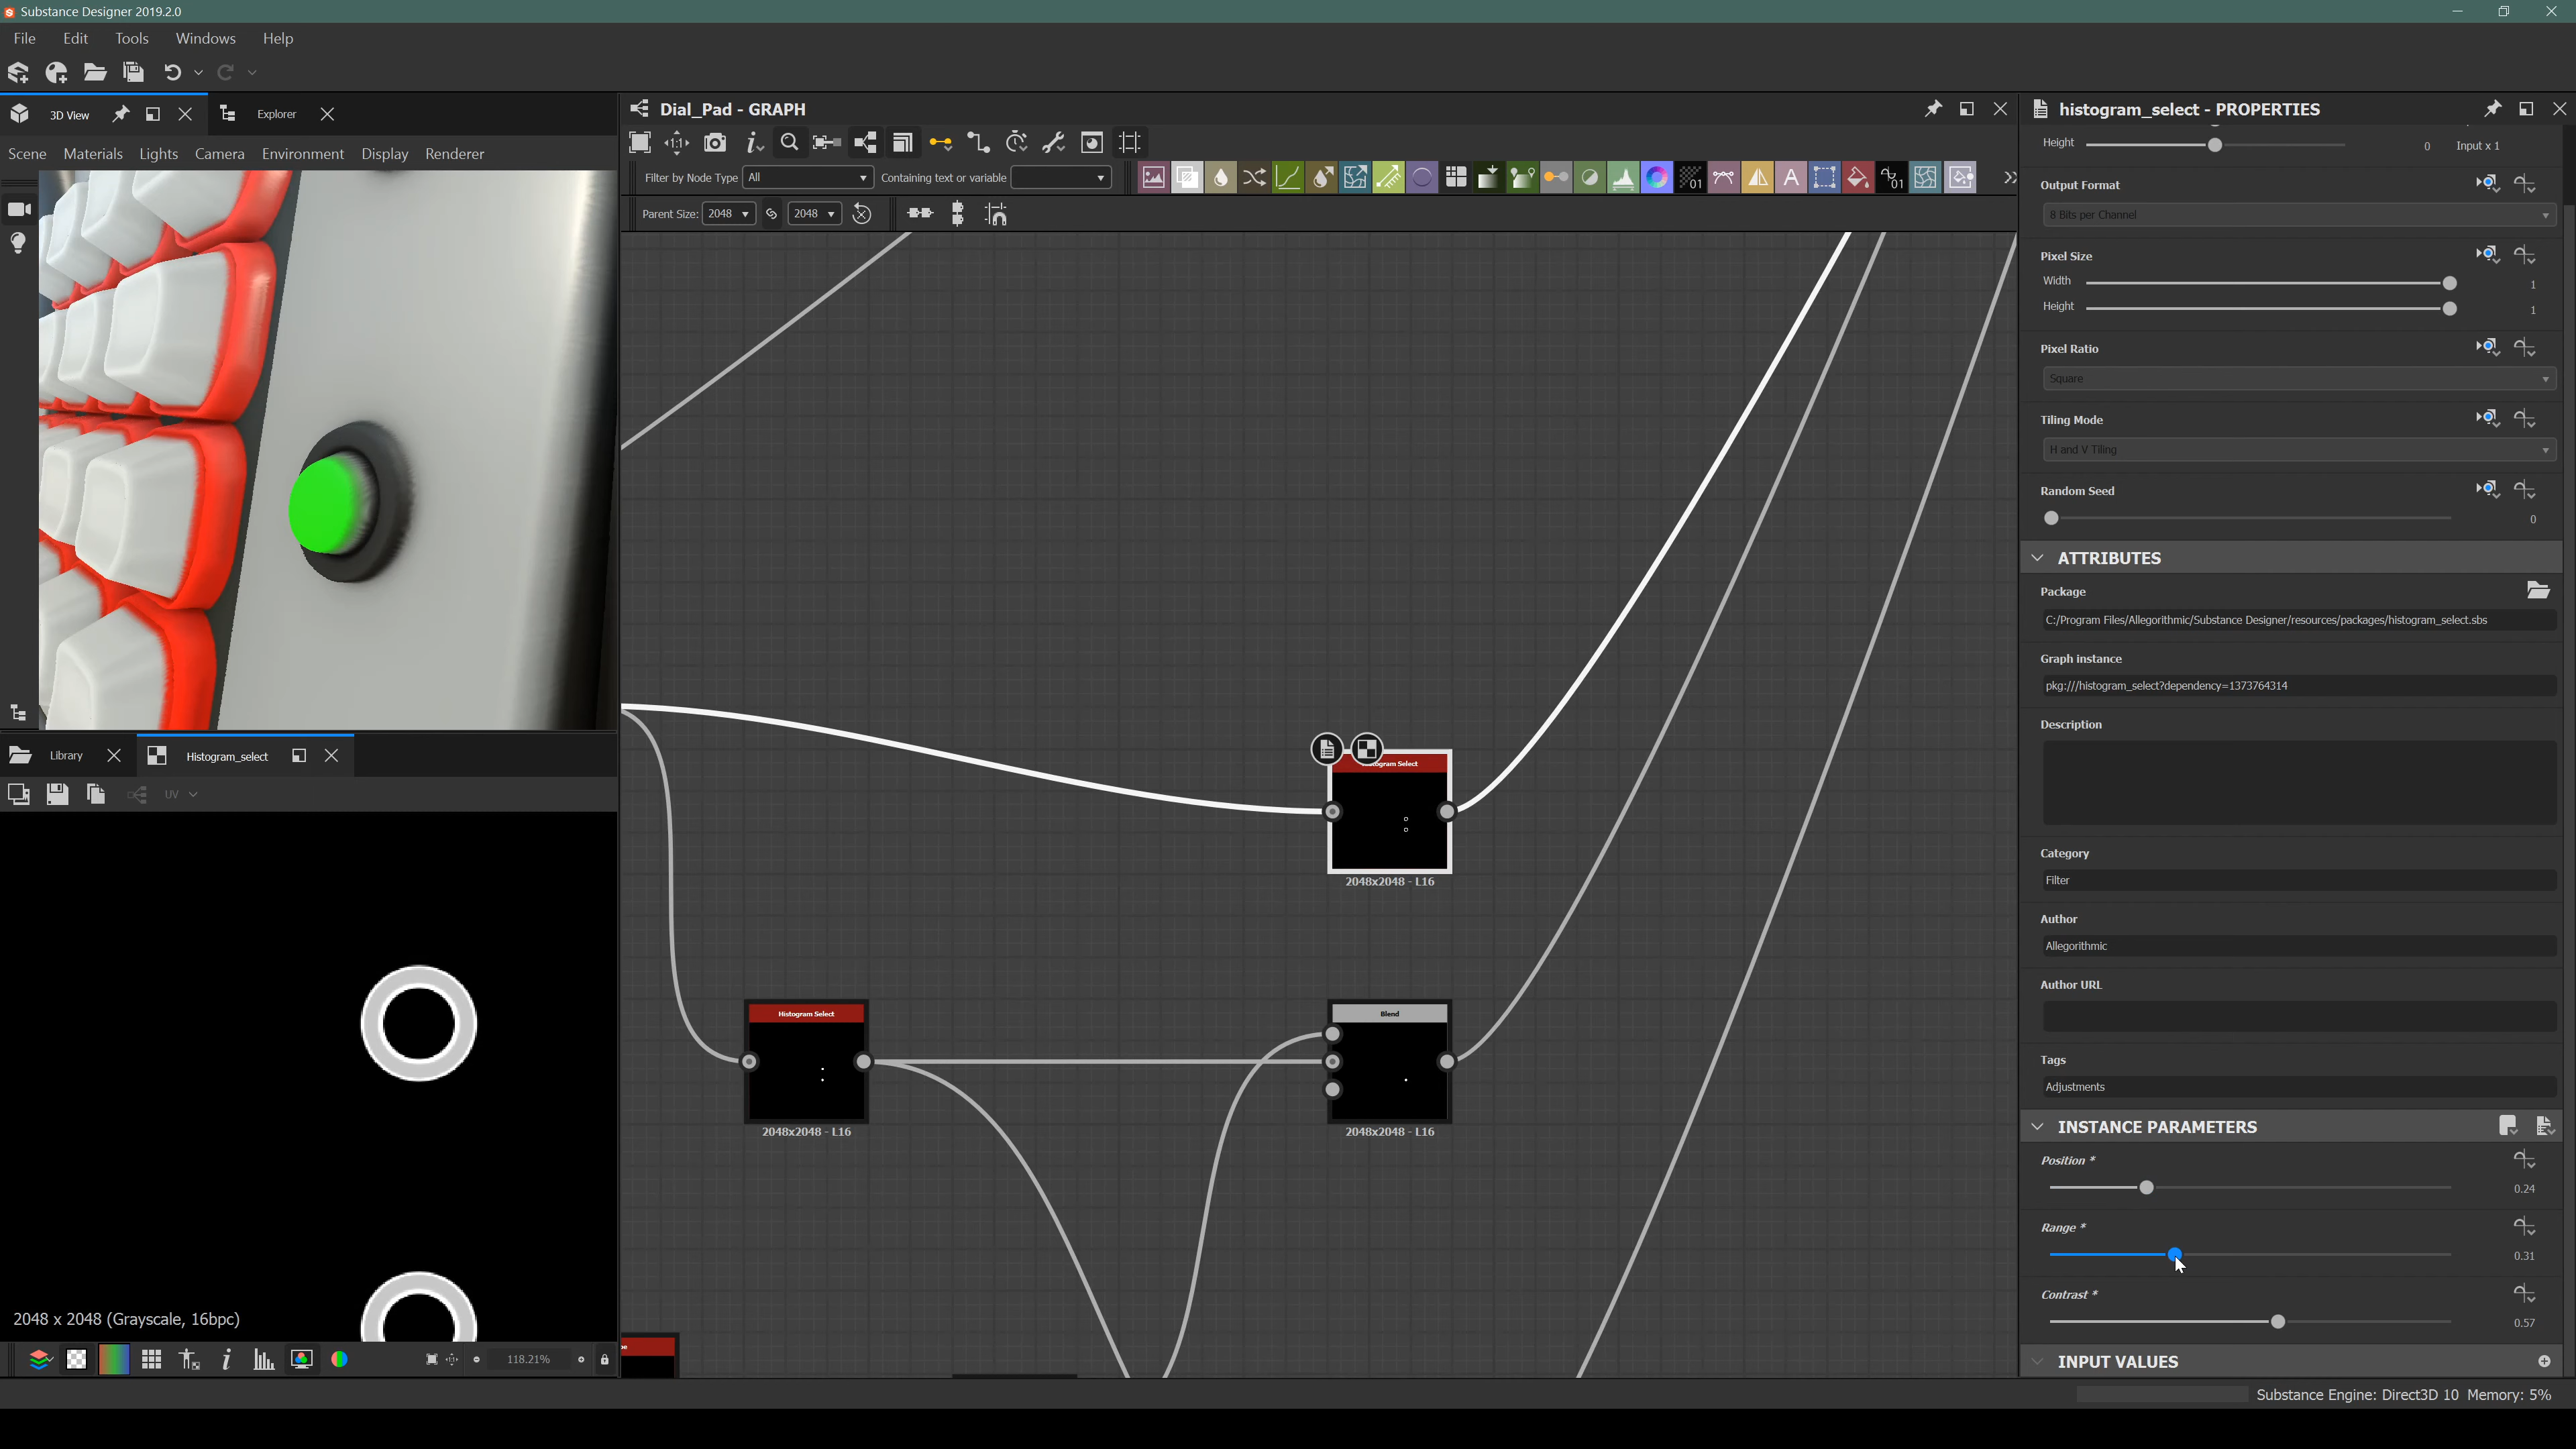 Substance Designer 2019.2.0
File Edit Tools Windows Help
3D View Explorer
Scene Materials Lights Camera Environment Display Renderer
Library Histogram_select
UV
2048 x 2048 (Grayscale, 16bpc)
118.21%
Dial_Pad - GRAPH
Filter by Node Type All Containing text or variable
Parent Size: 2048 2048
Histogram Select
2048x2048 - L16
Histogram Select
2048x2048 - L16
Blend
2048x2048 - L16
histogram_select - PROPERTIES
Height 0 Input x 1
Output Format
8 Bits per Channel
Pixel Size
Width 1
Height 1
Pixel Ratio
Square
Tiling Mode
H and V Tiling
Random Seed
0
ATTRIBUTES
Package
C:/Program Files/Allegorithmic/Substance Designer/resources/packages/histogram_select.sbs
Graph instance
pkg:///histogram_select?dependency=1373764314
Description
Category
Filter
Author
Allegorithmic
Author URL
Tags
Adjustments
INSTANCE PARAMETERS
Position *
0.24
Range *
0.31
Contrast *
0.57
INPUT VALUES
Substance Engine: Direct3D 10 Memory: 5%